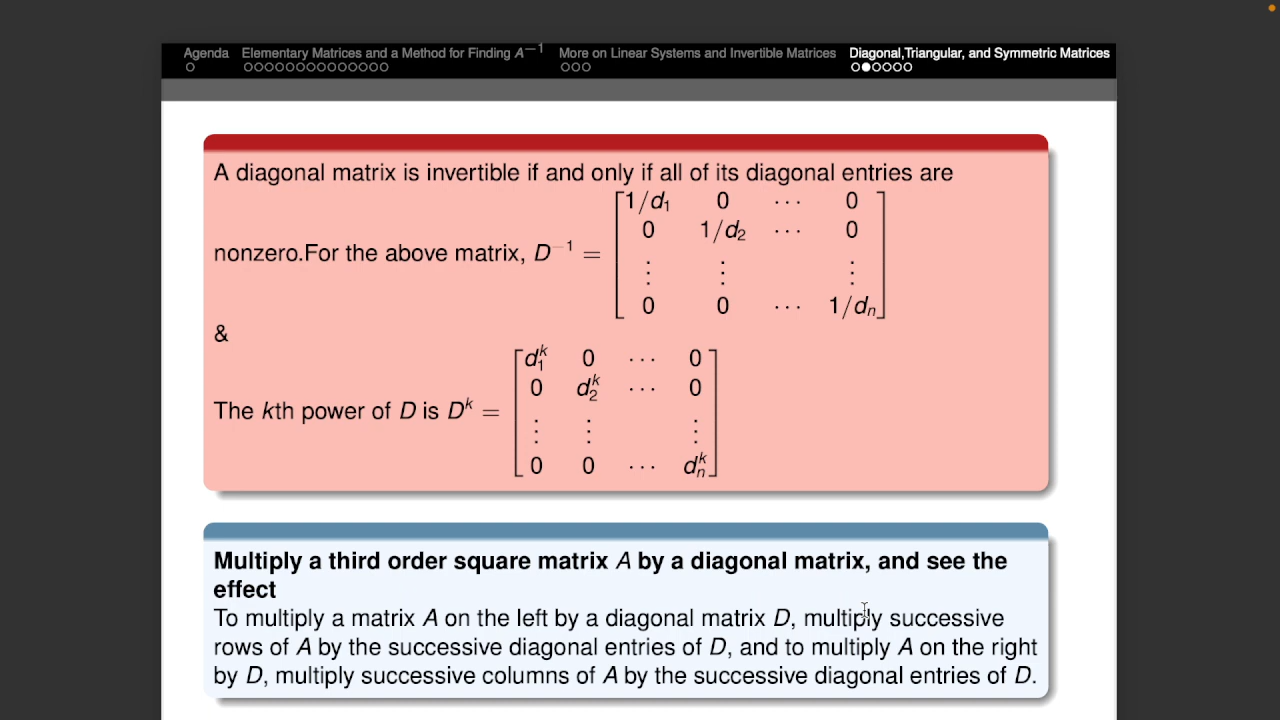 Agenda Elementary Matrices and a Method for Finding A⁻¹ More on Linear Systems and Invertible Matrices Diagonal,Triangular, and Symmetric Matrices
A diagonal matrix is invertible if and only if all of its diagonal entries are
nonzero.For the above matrix, D⁻¹ =
1/d₁ 0 ⋯ 0
0 1/d₂ ⋯ 0
⋮ ⋮ ⋮
0 0 ⋯ 1/dₙ
&
The kth power of D is Dᵏ =
d₁ᵏ 0 ⋯ 0
0 d₂ᵏ ⋯ 0
⋮ ⋮ ⋮
0 0 ⋯ dₙᵏ
Multiply a third order square matrix A by a diagonal matrix, and see the
effect
To multiply a matrix A on the left by a diagonal matrix D, multiply successive
rows of A by the successive diagonal entries of D, and to multiply A on the right
by D, multiply successive columns of A by the successive diagonal entries of D.